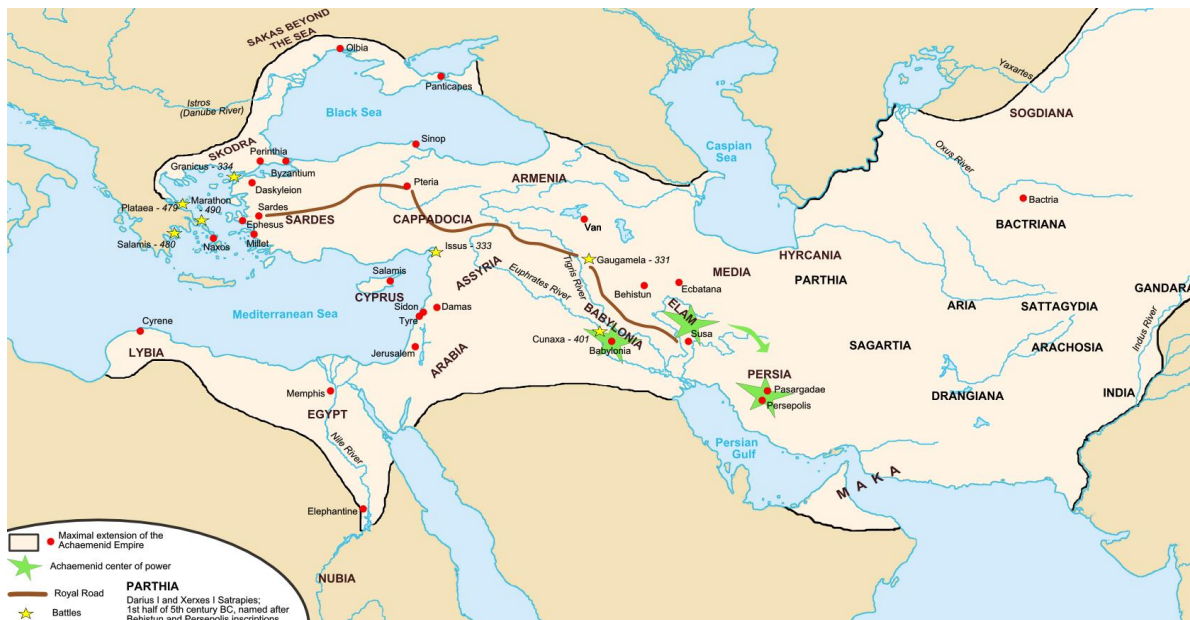 SAKAS BEYOND
THE SEA
Olbia
Panticapes
Istros
(Danube River)
Black Sea
Yaxartes
SOGDIANA
Caspian
Sea
Oxus River
SKODRA
Perinthia
Sinop
Granicus - 334
Byzantium
Daskyleion
Pteria
ARMENIA
Bactria
Marathon
- 490
Plataea - 479
Sardes
SARDES
CAPPADOCIA
Van
BACTRIANA
Ephesus
Salamis - 480
Naxos
Millet
Issus - 333
Gaugamela - 331
HYRCANIA
MEDIA
PARTHIA
ASSYRIA
Tigris River
Euphrates River
Salamis
CYPRUS
Behistun
Ecbatana
GANDARA
ARIA
SATTAGYDIA
Indus River
Sidon
Damas
Tyre
Mediterranean Sea
ELAM
BABYLONIA
Cyrene
LYBIA
Cunaxa - 401
Babylonia
Susa
SAGARTIA
ARACHOSIA
Jerusalem
ARABIA
PERSIA
Pasargadae
Persepolis
DRANGIANA
INDIA
Memphis
EGYPT
Nile River
Persian
Gulf
MAKA
Elephantine
NUBIA
Maximal extension of the
Achaemenid Empire
Achaemenid center of power
Royal Road
Battles
PARTHIA
Darius I and Xerxes I Satrapies;
1st half of 5th century BC, named after
Behistun and Persepolis inscriptions